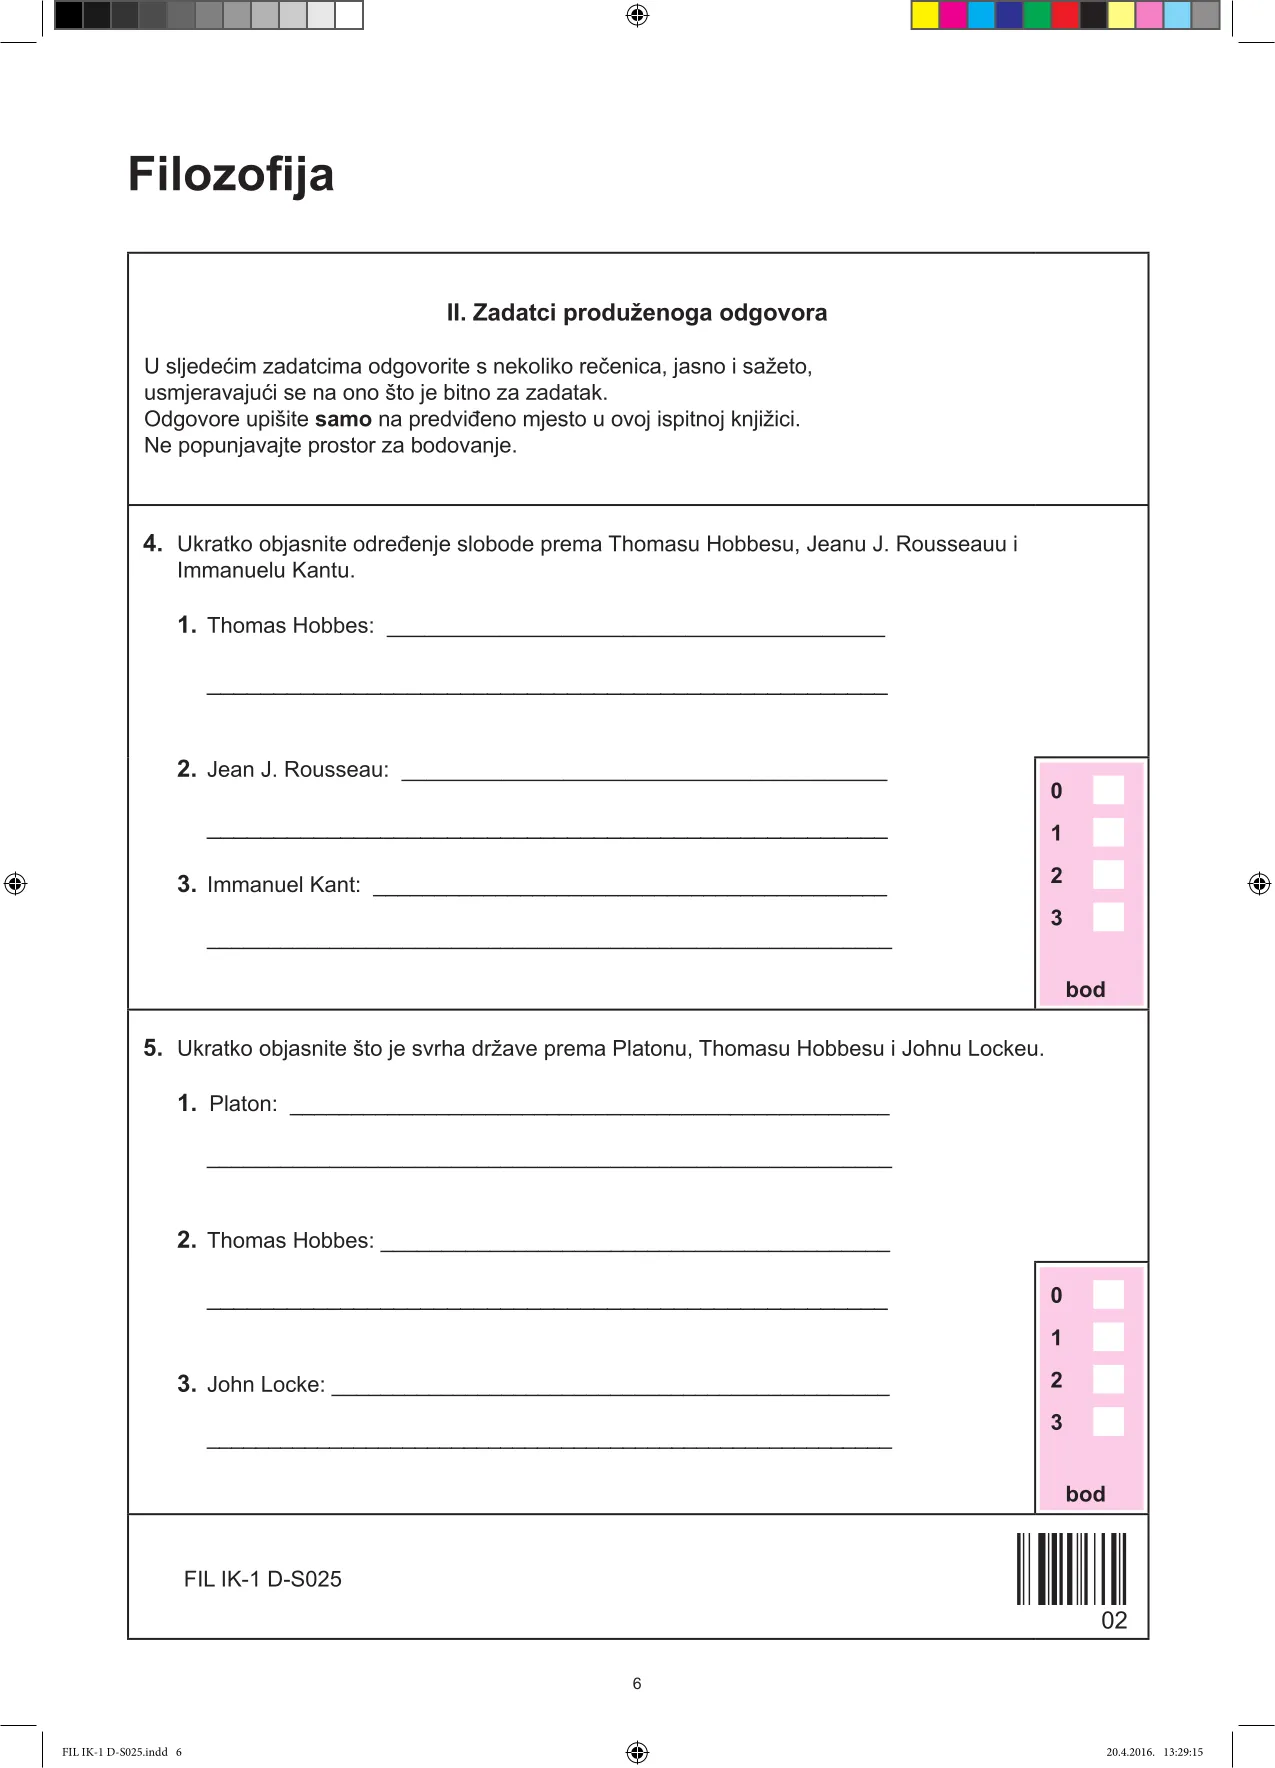 Filozofija
II. Zadatci produženoga odgovora
U sljedećim zadatcima odgovorite s nekoliko rečenica, jasno i sažeto,
usmjeravajući se na ono što je bitno za zadatak.
Odgovore upišite samo na predviđeno mjesto u ovoj ispitnoj knjižici.
Ne popunjavajte prostor za bodovanje.
4. Ukratko objasnite određenje slobode prema Thomasu Hobbesu, Jeanu J. Rousseauu i
Immanuelu Kantu.
1. Thomas Hobbes:
2. Jean J. Rousseau:
3. Immanuel Kant:
0
1
2
3
bod
5. Ukratko objasnite što je svrha države prema Platonu, Thomasu Hobbesu i Johnu Lockeu.
1. Platon:
2. Thomas Hobbes:
3. John Locke:
0
1
2
3
bod
FIL IK-1 D-S025
02
6
FIL IK-1 D-S025.indd 6
20.4.2016. 13:29:15